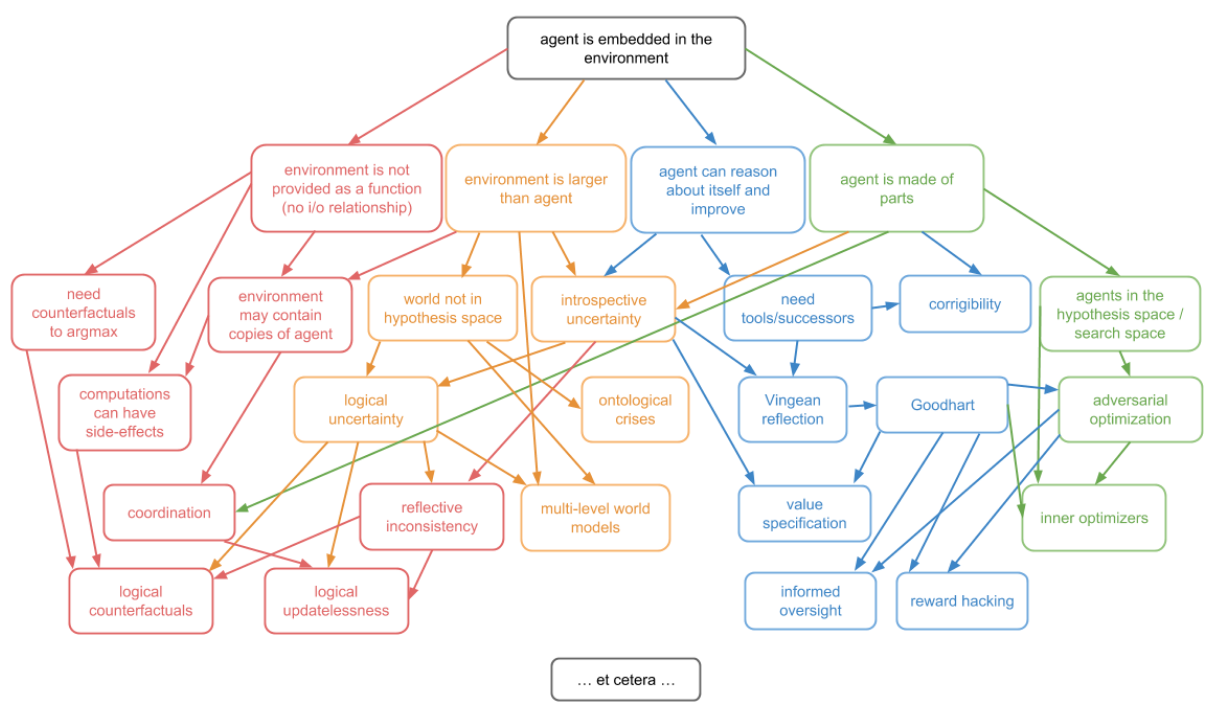 agent is embedded in the
environment
environment is not
provided as a function
(no i/o relationship)
environment is larger
than agent
agent can reason
about itself and
improve
agent is made of
parts
need
counterfactuals
to argmax
environment
may contain
copies of agent
world not in
hypothesis space
introspective
uncertainty
need
tools/successors
corrigibility
agents in the
hypothesis space /
search space
computations
can have
side-effects
logical
uncertainty
ontological
crises
Vingean
reflection
Goodhart
adversarial
optimization
coordination
reflective
inconsistency
multi-level world
models
value
specification
inner optimizers
logical
counterfactuals
logical
updatelessness
informed
oversight
reward hacking
... et cetera ...